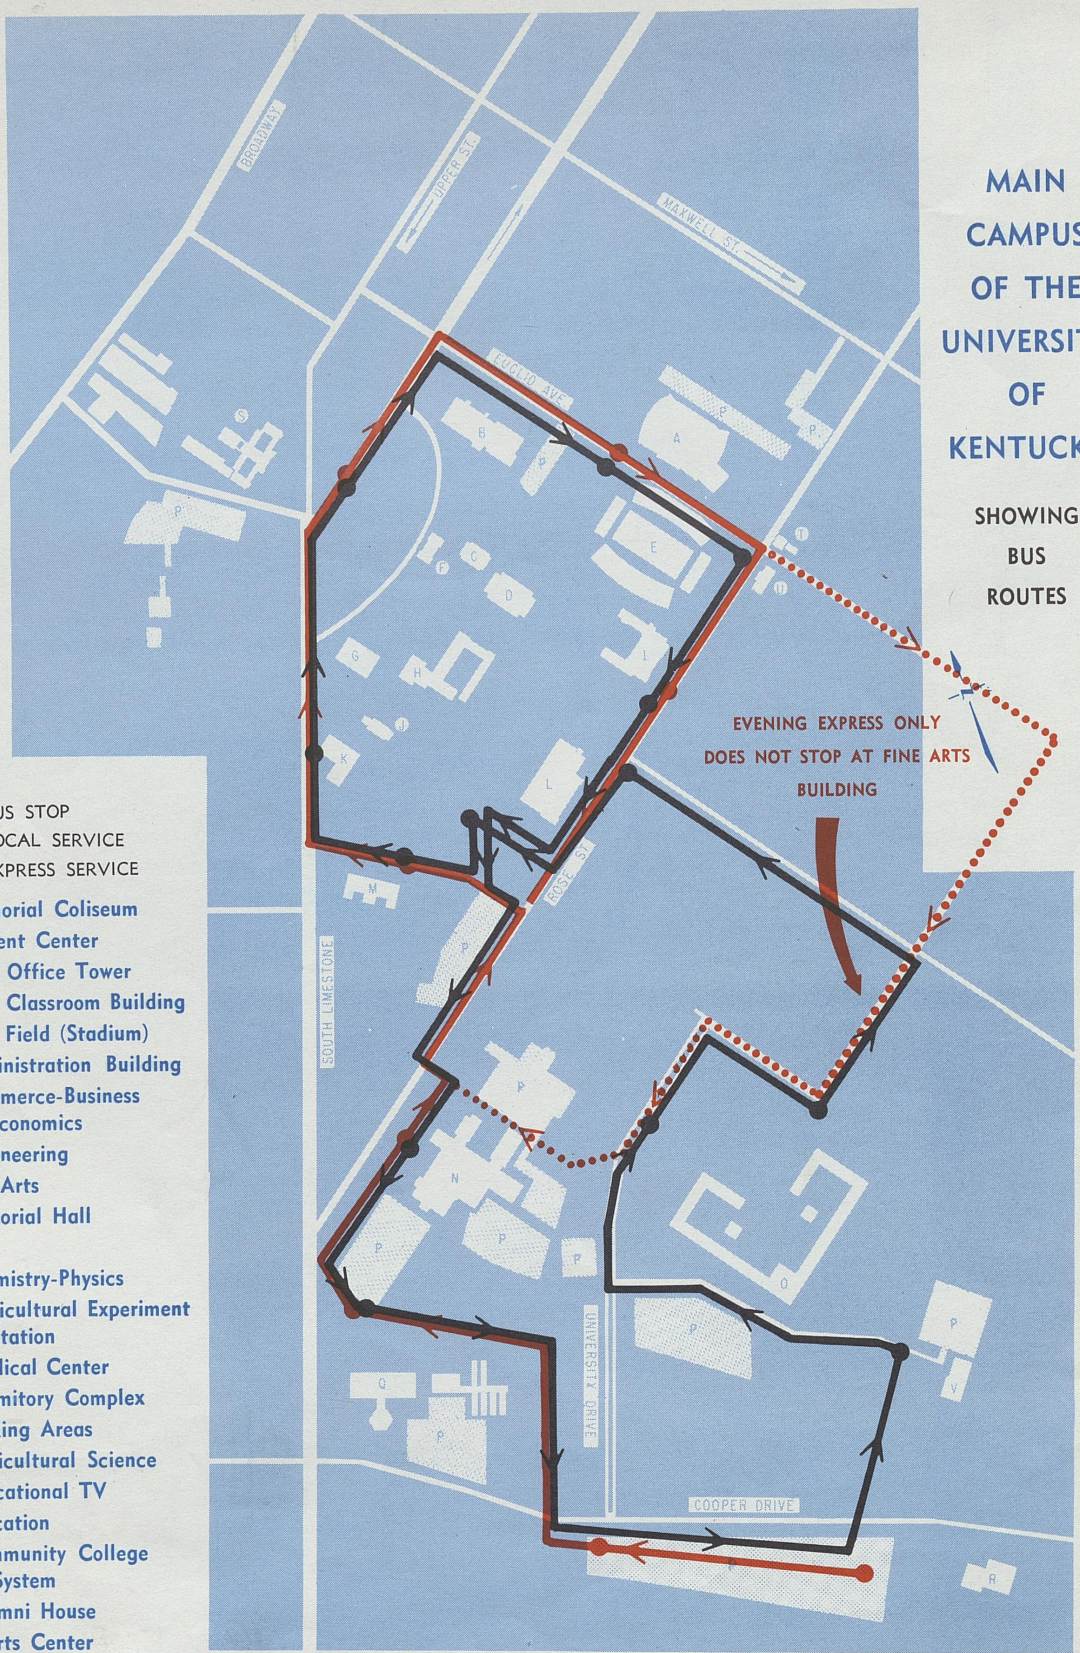 MAIN
CAMPUS
OF THE
UNIVERSIT
OF
KENTUCK
SHOWING
BUS
ROUTES
BROADWAY
UPPER ST.
MAXWELL ST.
EUCLID AVE.
S
P
P
B
P
A
P
P
E
T
U
C
F
D
G
H
I
J
K
L
M
P
ROSE ST.
SOUTH LIMESTONE
EVENING EXPRESS ONLY
DOES NOT STOP AT FINE ARTS
BUILDING
P
N
P
P
P
O
P
P
V
UNIVERSITY DRIVE
Q
P
COOPER DRIVE
P
R
US STOP
OCAL SERVICE
XPRESS SERVICE
orial Coliseum
ent Center
Office Tower
Classroom Building
Field (Stadium)
inistration Building
merce-Business
conomics
neering
Arts
orial Hall
mistry-Physics
icultural Experiment
tation
dical Center
mitory Complex
ing Areas
icultural Science
cational TV
cation
mmunity College
System
mni House
rts Center